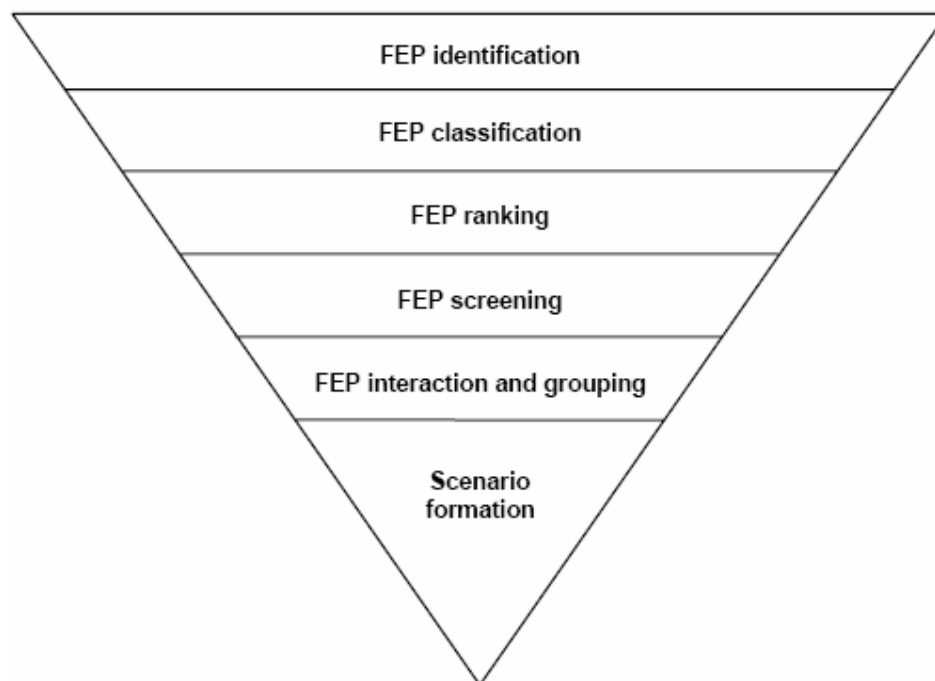 FEP identification
FEP classification
FEP ranking
FEP screening
FEP interaction and grouping
Scenario
formation